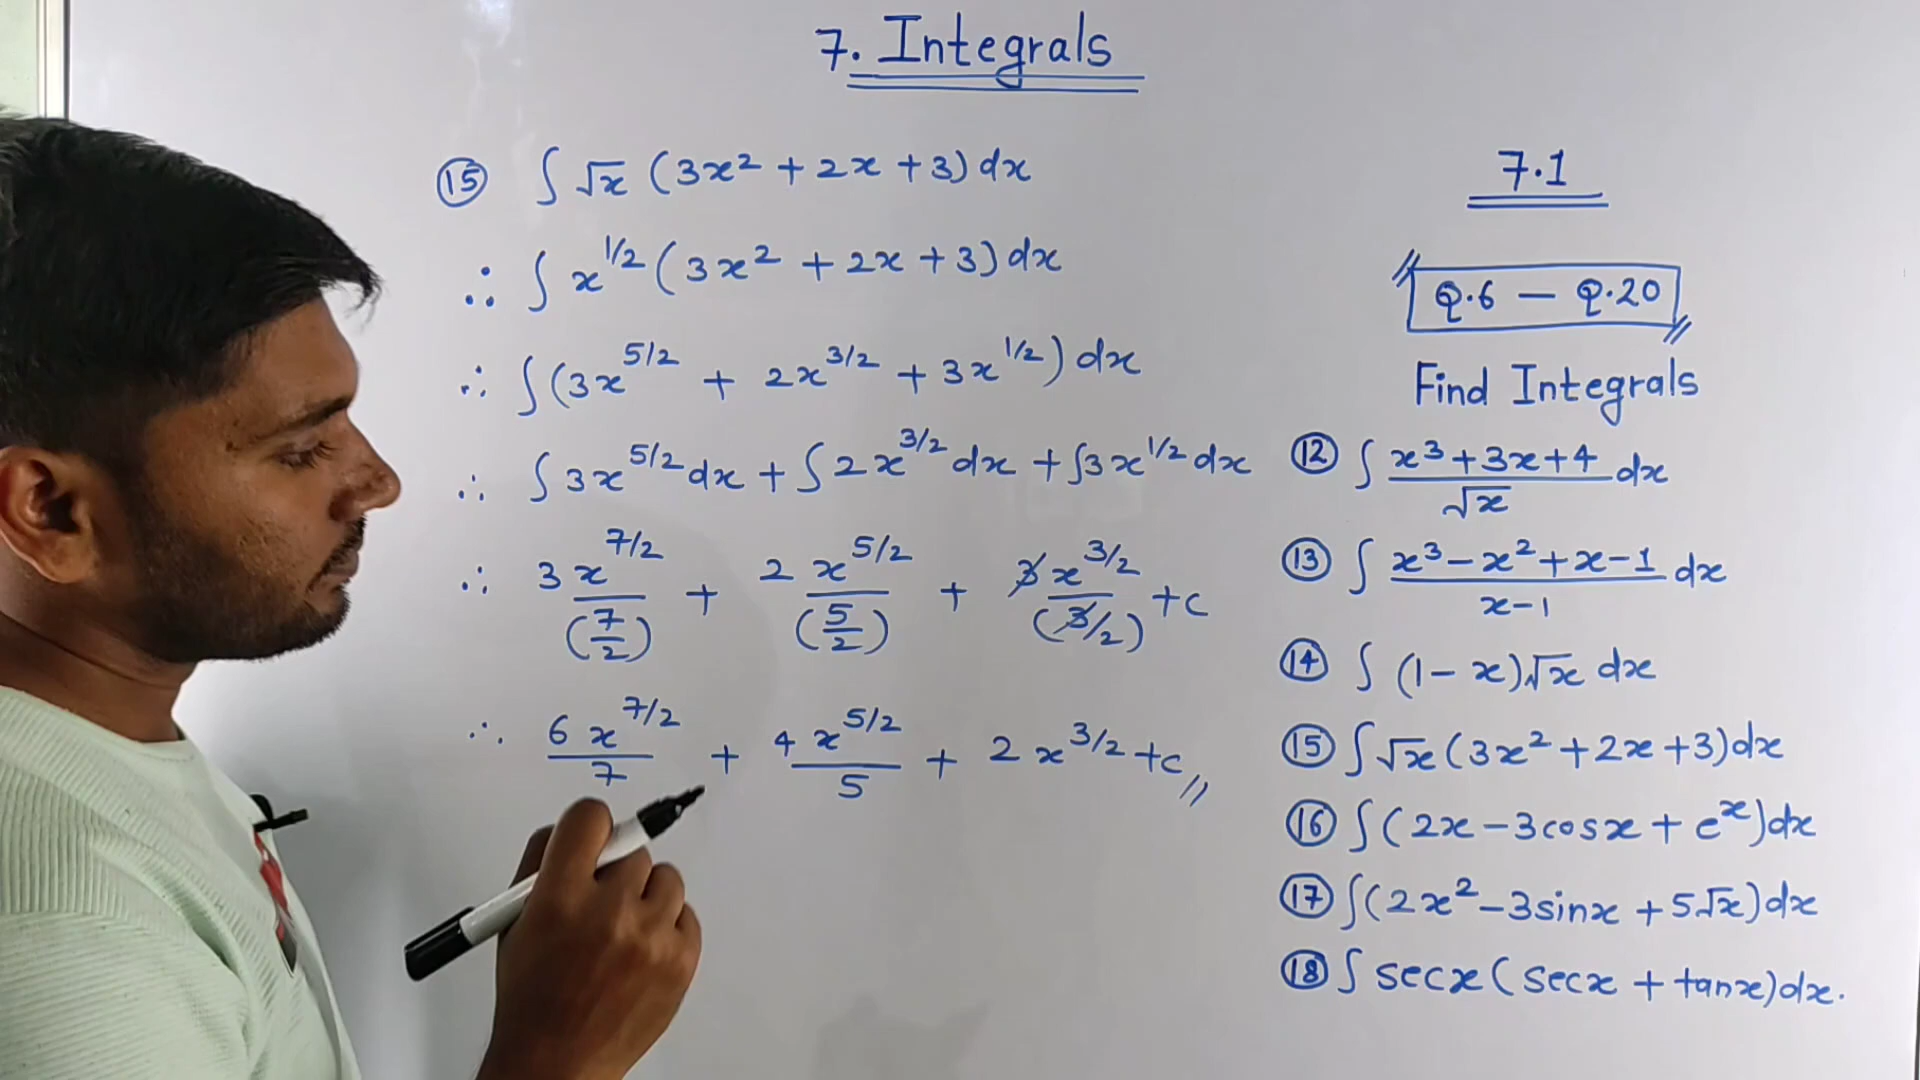 7. Integrals
⑮ ∫ √x (3x² + 2x + 3) dx
∴ ∫ x^1/2 (3x² + 2x + 3) dx
∴ ∫ (3x^5/2 + 2x^3/2 + 3x^1/2) dx
∴ ∫ 3x^5/2 dx + ∫ 2x^3/2 dx + ∫ 3x^1/2 dx
∴ 3x^7/2 / (7/2) + 2x^5/2 / (5/2) + 3x^3/2 / (3/2) + c
∴ 6x^7/2 / 7 + 4x^5/2 / 5 + 2x^3/2 + c //
7.1
Q.6 — Q.20
Find Integrals
⑫ ∫ (x³ + 3x + 4) / √x dx
⑬ ∫ (x³ − x² + x − 1) / (x − 1) dx
⑭ ∫ (1 − x)√x dx
⑮ ∫ √x (3x² + 2x + 3) dx
⑯ ∫ (2x − 3cosx + e^x) dx
⑰ ∫ (2x² − 3sinx + 5√x) dx
⑱ ∫ secx (secx + tanx) dx.